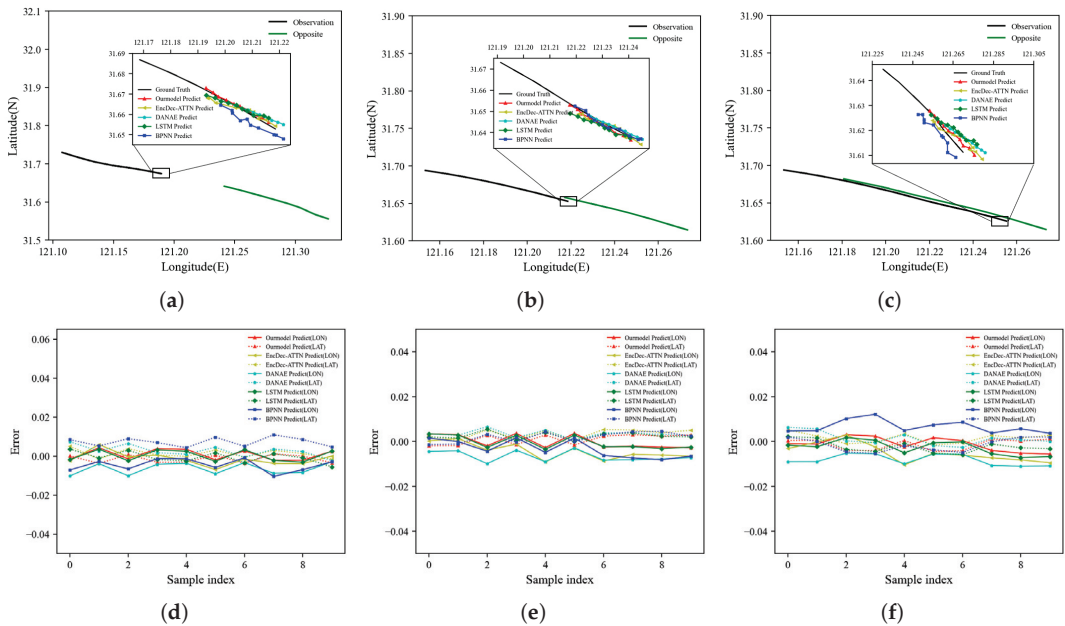 32.1
32.0
31.9
31.8
31.7
31.6
31.5
Latitude(N)
121.10
121.15
121.20
121.25
121.30
Longitude(E)
Observation
Opposite
121.17
121.18
121.19
121.20
121.21
121.22
31.69
31.68
31.67
31.66
31.65
Ground Truth
Ourmodel Predict
EncDec-ATTN Predict
DANAE Predict
LSTM Predict
BPNN Predict
(a)
31.90
31.85
31.80
31.75
31.70
31.65
31.60
Latitude(N)
121.16
121.18
121.20
121.22
121.24
121.26
Longitude(E)
Observation
Opposite
121.19
121.20
121.21
121.22
121.23
121.24
31.67
31.66
31.65
31.64
Ground Truth
Ourmodel Predict
EncDec-ATTN Predict
DANAE Predict
LSTM Predict
BPNN Predict
(b)
31.90
31.85
31.80
31.75
31.70
31.65
31.60
Latitude(N)
121.16
121.18
121.20
121.22
121.24
121.26
Longitude(E)
Observation
Opposite
121.225
121.245
121.265
121.285
121.305
31.64
31.63
31.62
31.61
Ground Truth
Ourmodel Predict
EncDec-ATTN Predict
DANAE Predict
LSTM Predict
BPNN Predict
(c)
0.06
0.04
0.02
0.00
−0.02
−0.04
Error
0
2
4
6
8
Sample index
Ourmodel Predict(LON)
Ourmodel Predict(LAT)
EncDec-ATTN Predict(LON)
EncDec-ATTN Predict(LAT)
DANAE Predict(LON)
DANAE Predict(LAT)
LSTM Predict(LON)
LSTM Predict(LAT)
BPNN Predict(LON)
BPNN Predict(LAT)
(d)
0.04
0.02
0.00
−0.02
−0.04
Error
0
2
4
6
8
Sample index
Ourmodel Predict(LON)
Ourmodel Predict(LAT)
EncDec-ATTN Predict(LON)
EncDec-ATTN Predict(LAT)
DANAE Predict(LON)
DANAE Predict(LAT)
LSTM Predict(LON)
LSTM Predict(LAT)
BPNN Predict(LON)
BPNN Predict(LAT)
(e)
0.04
0.02
0.00
−0.02
−0.04
Error
0
2
4
6
8
Sample index
Ourmodel Predict(LON)
Ourmodel Predict(LAT)
EncDec-ATTN Predict(LON)
EncDec-ATTN Predict(LAT)
DANAE Predict(LON)
DANAE Predict(LAT)
LSTM Predict(LON)
LSTM Predict(LAT)
BPNN Predict(LON)
BPNN Predict(LAT)
(f)